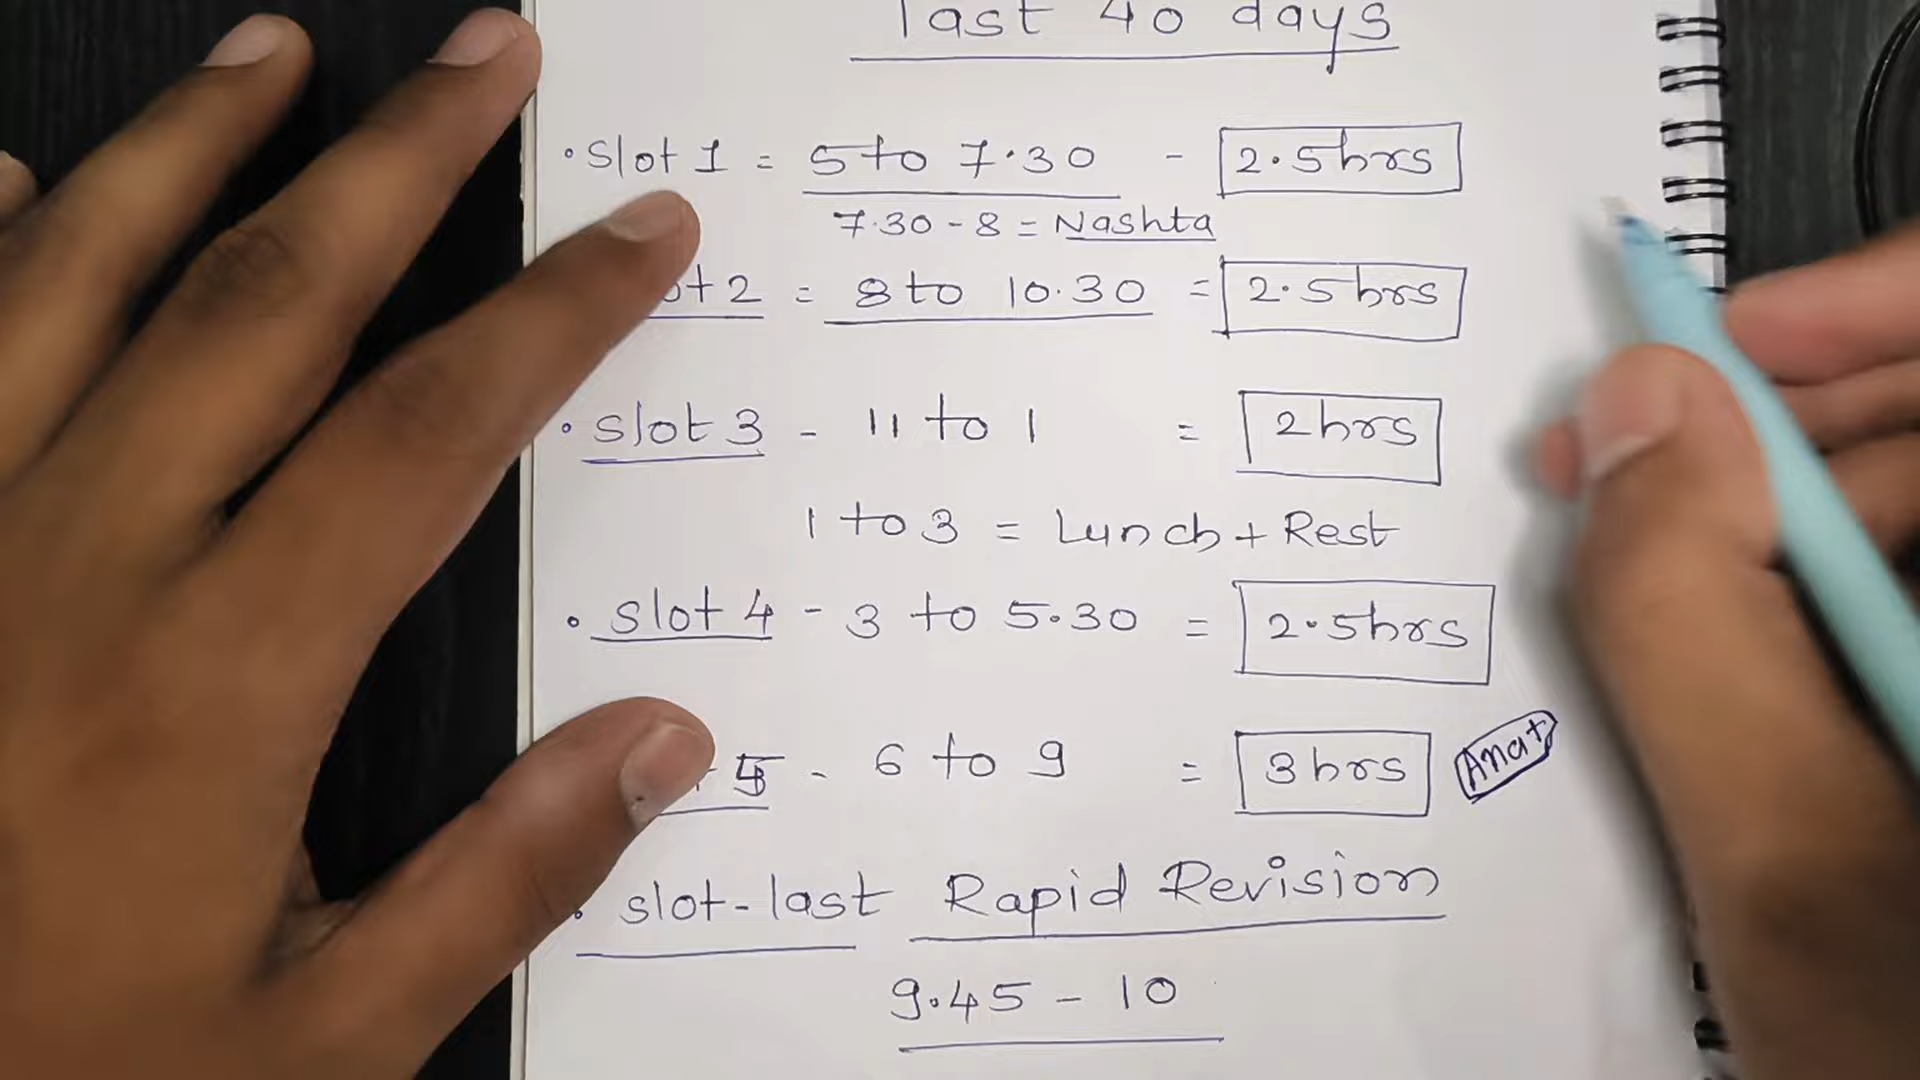 last 40 days
• Slot 1 = 5 to 7.30 - 2.5hrs
7.30 - 8 = Nashta
ot 2 = 8 to 10.30 = 2.5hrs
• slot 3 - 11 to 1 = 2hrs
1 to 3 = Lunch + Rest
• slot 4 - 3 to 5.30 = 2.5hrs
5 - 6 to 9 = 3hrs Anat
• slot-last Rapid Revision
9.45 - 10